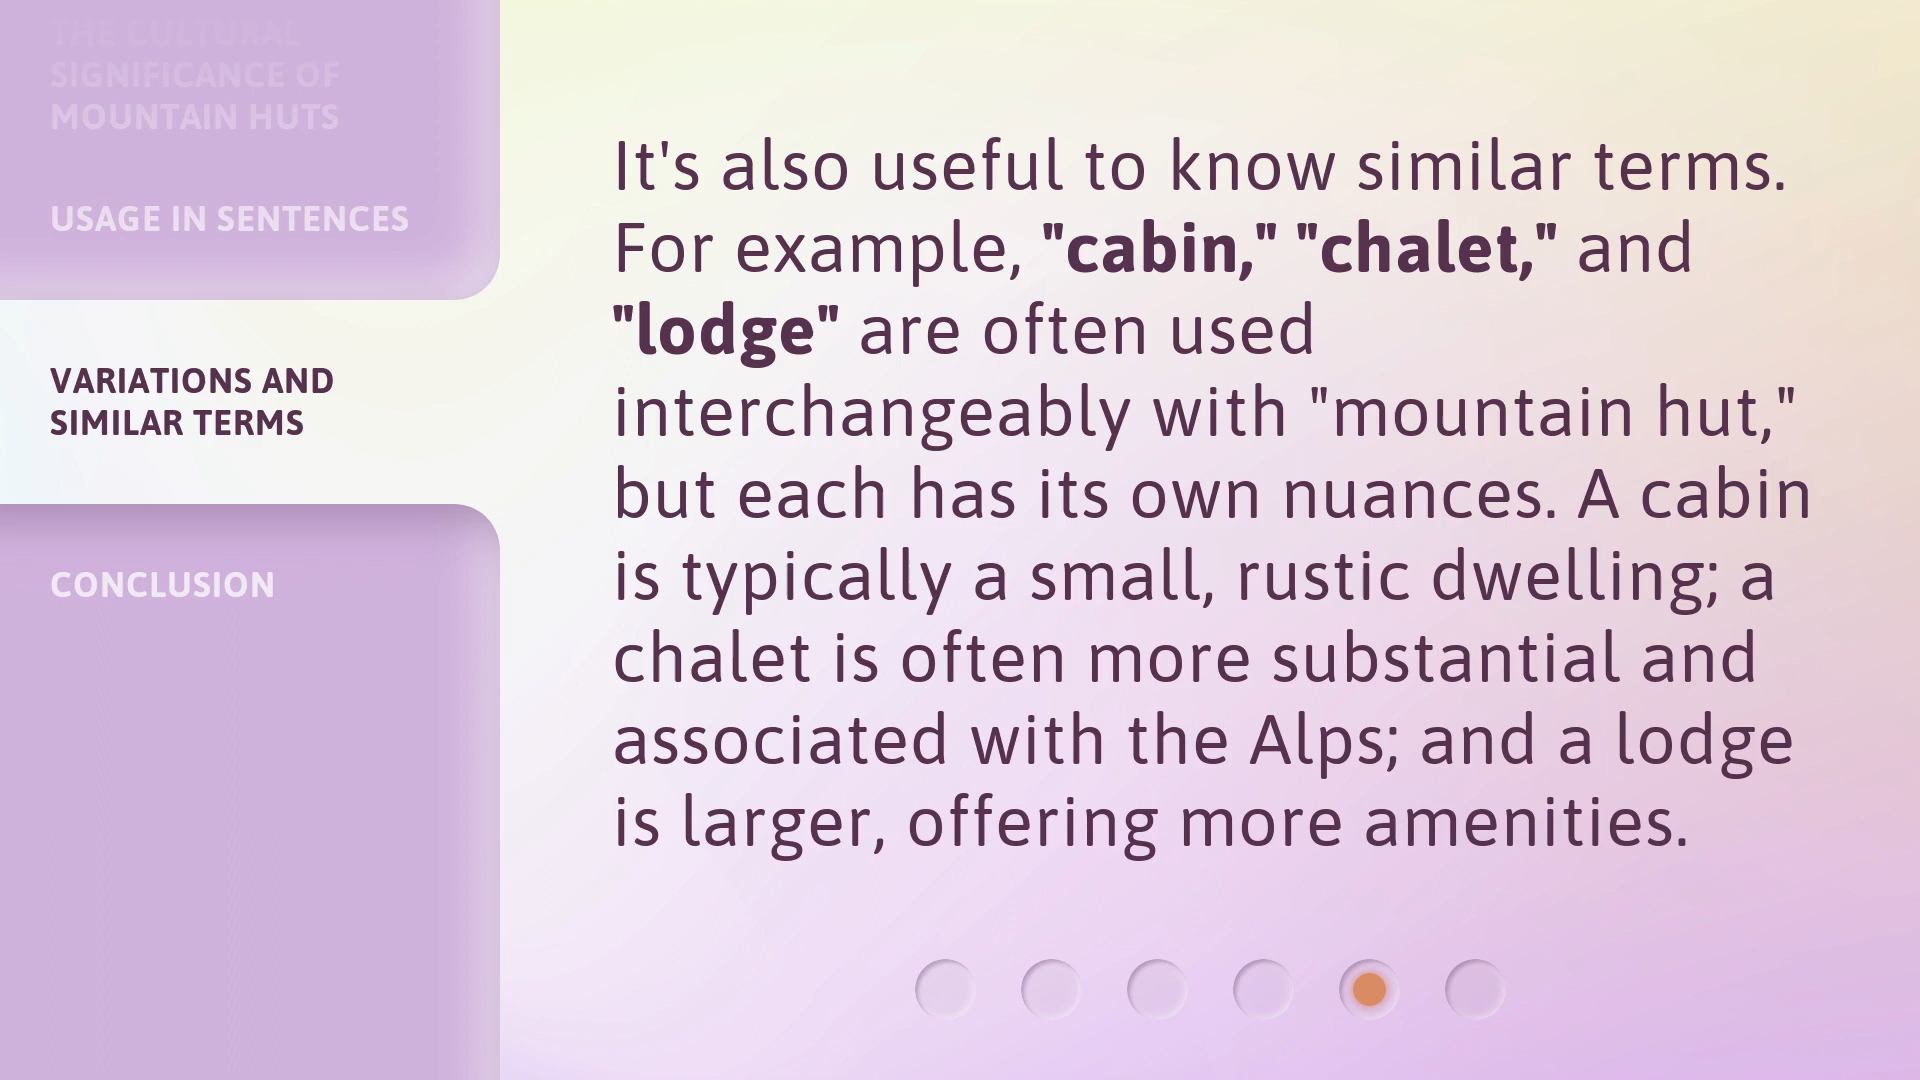 THE CULTURAL
SIGNIFICANCE OF
MOUNTAIN HUTS
USAGE IN SENTENCES
VARIATIONS AND
SIMILAR TERMS
CONCLUSION
It's also useful to know similar terms.
For example, "cabin," "chalet," and
"lodge" are often used
interchangeably with "mountain hut,"
but each has its own nuances. A cabin
is typically a small, rustic dwelling; a
chalet is often more substantial and
associated with the Alps; and a lodge
is larger, offering more amenities.